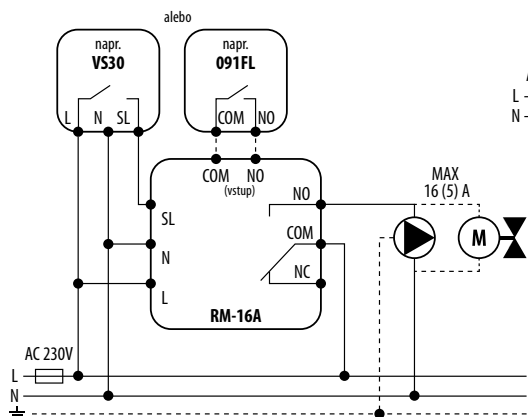 alebo
napr.
VS30
napr.
091FL
L N SL
COM NO
COM NO
(vstup)
SL
N
L
NO
COM
NC
RM-16A
MAX
16 (5) A
M
L
N
AC 230V
L
N